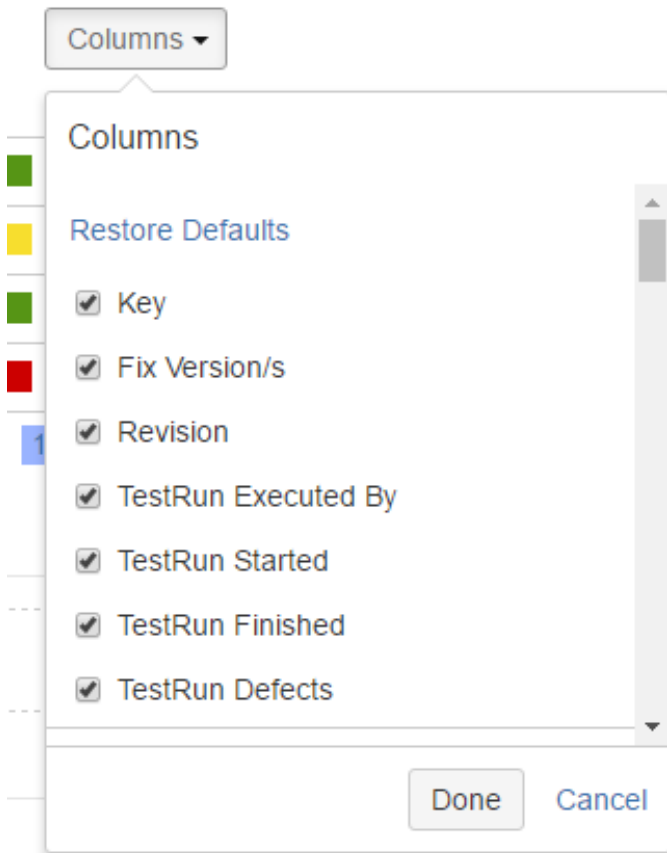 Columns
Columns
Restore Defaults
Key
Fix Version/s
Revision
TestRun Executed By
1
TestRun Started
TestRun Finished
TestRun Defects
Done Cancel